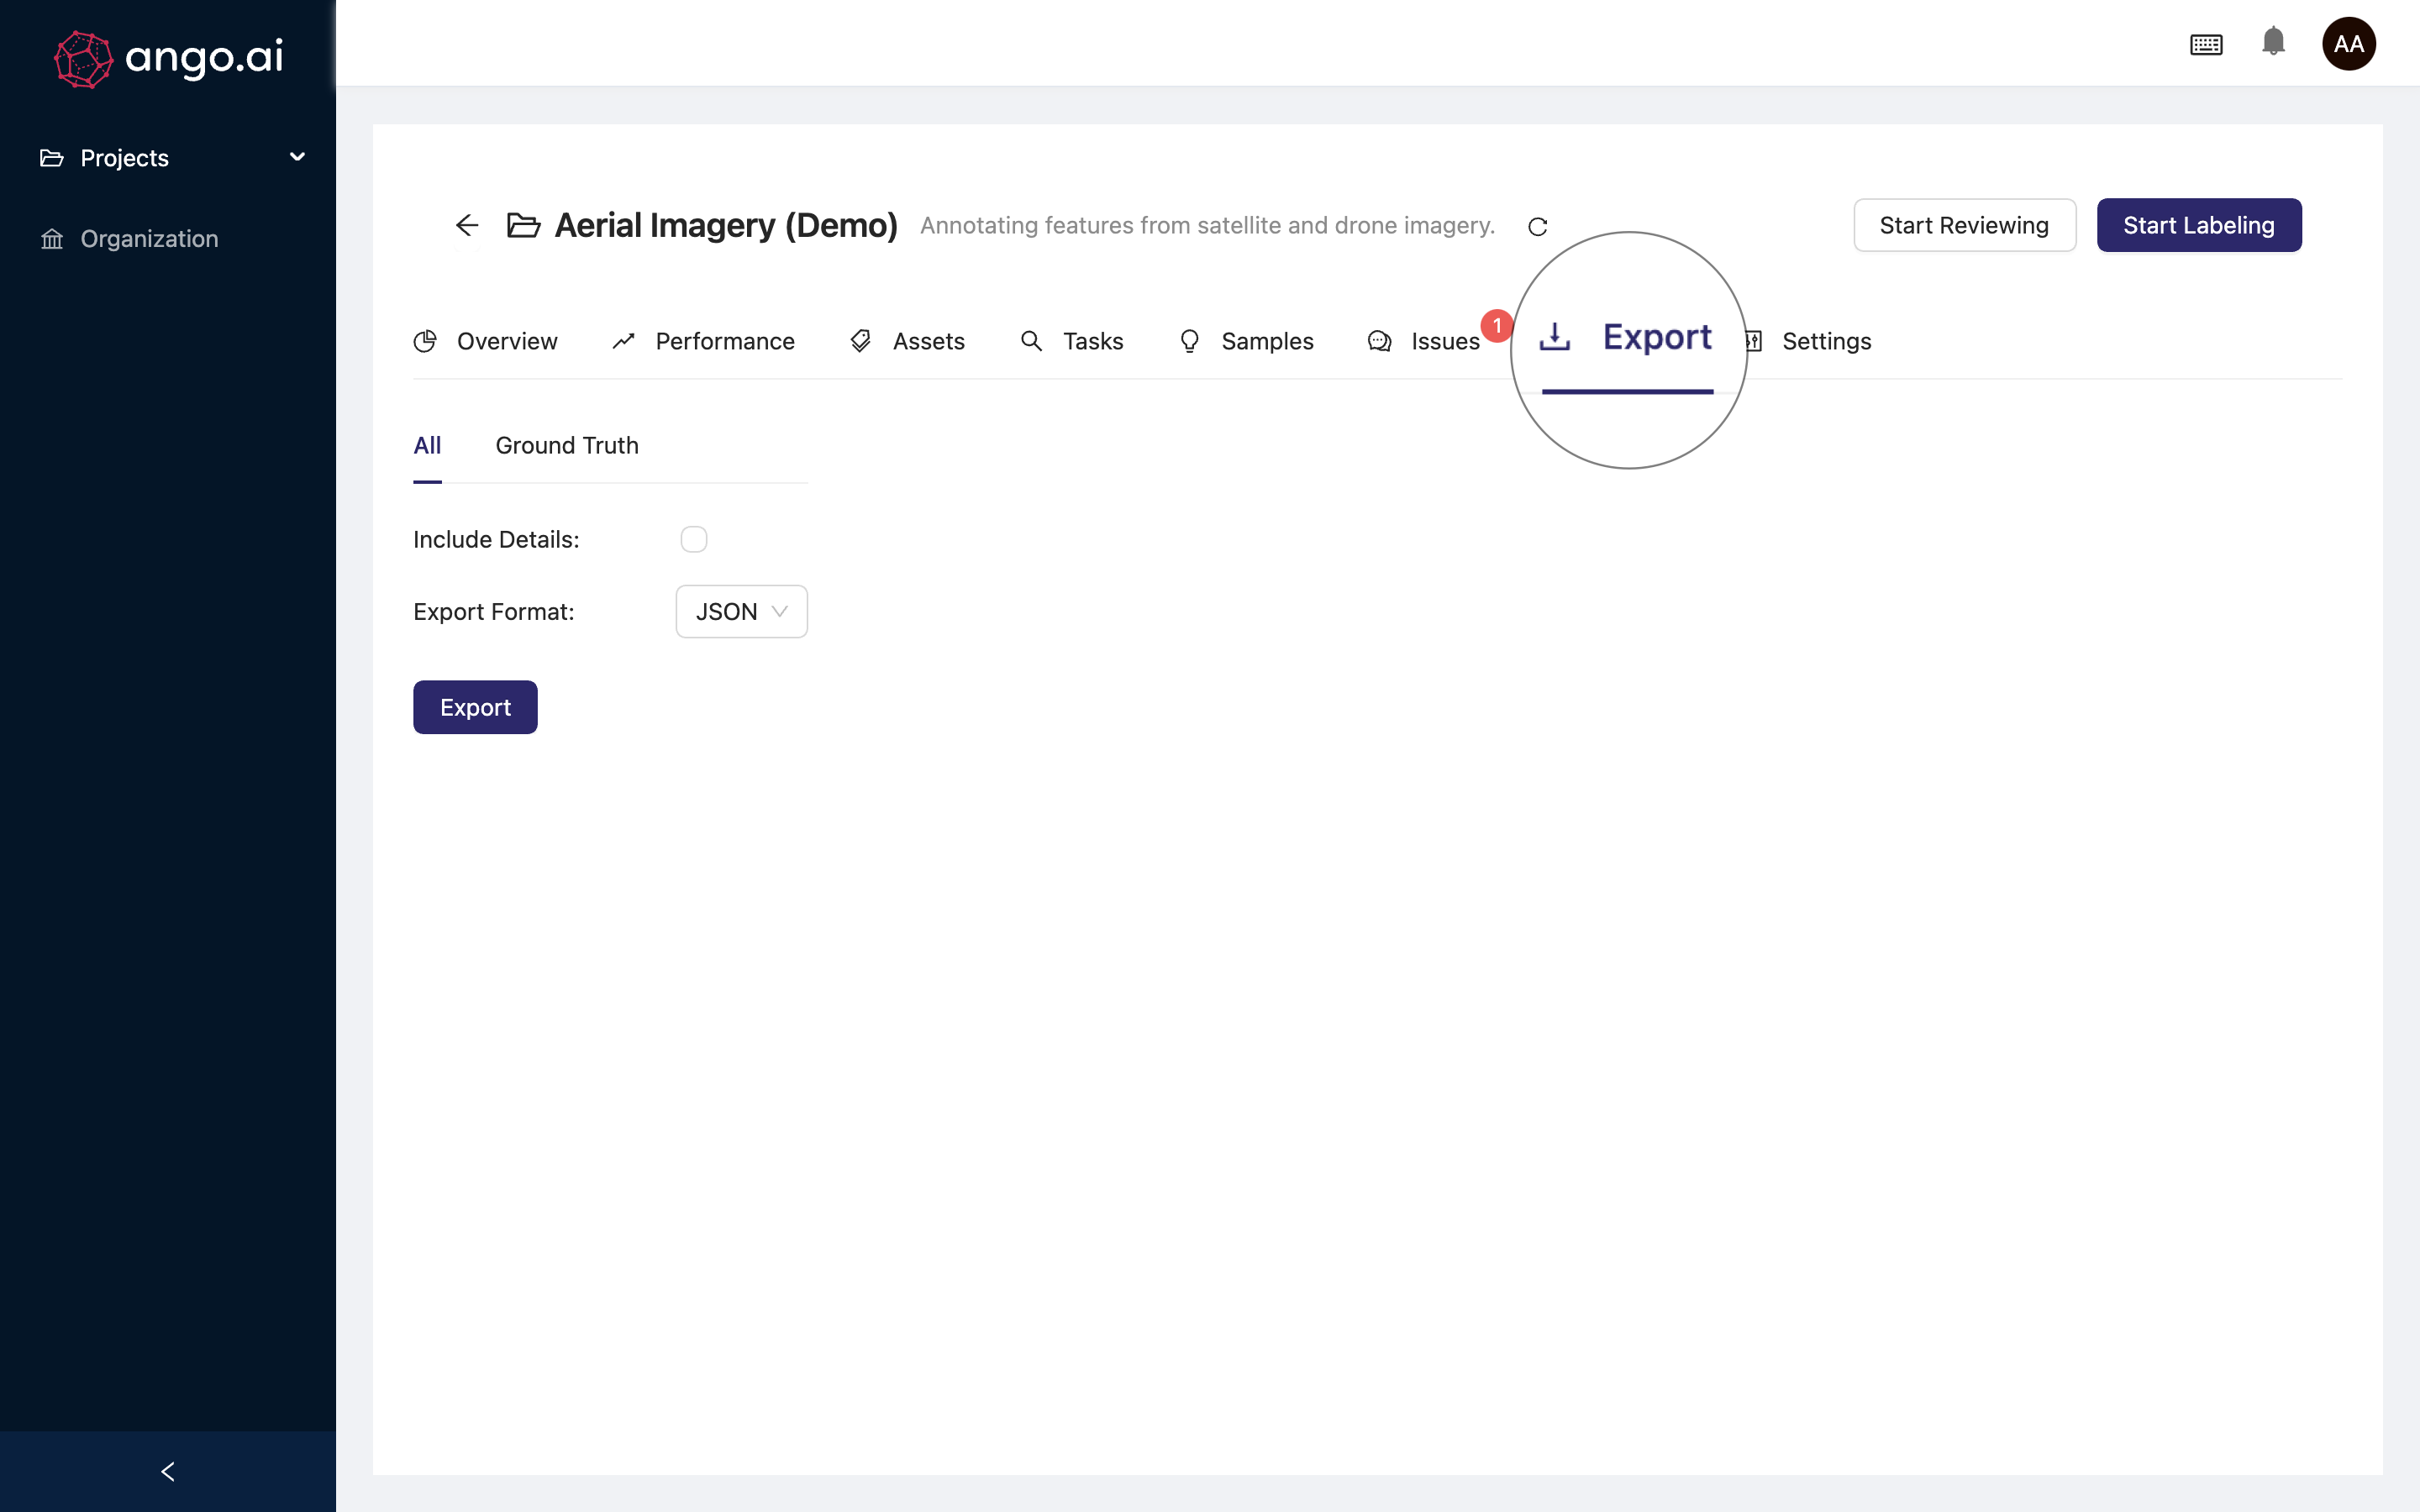 ango.ai
AA
Projects
Organization
Aerial Imagery (Demo) Annotating features from satellite and drone imagery.
Start Reviewing
Start Labeling
Overview
Performance
Assets
Tasks
Samples
Issues 1
Export
Settings
All
Ground Truth
Include Details:
Export Format: JSON
Export